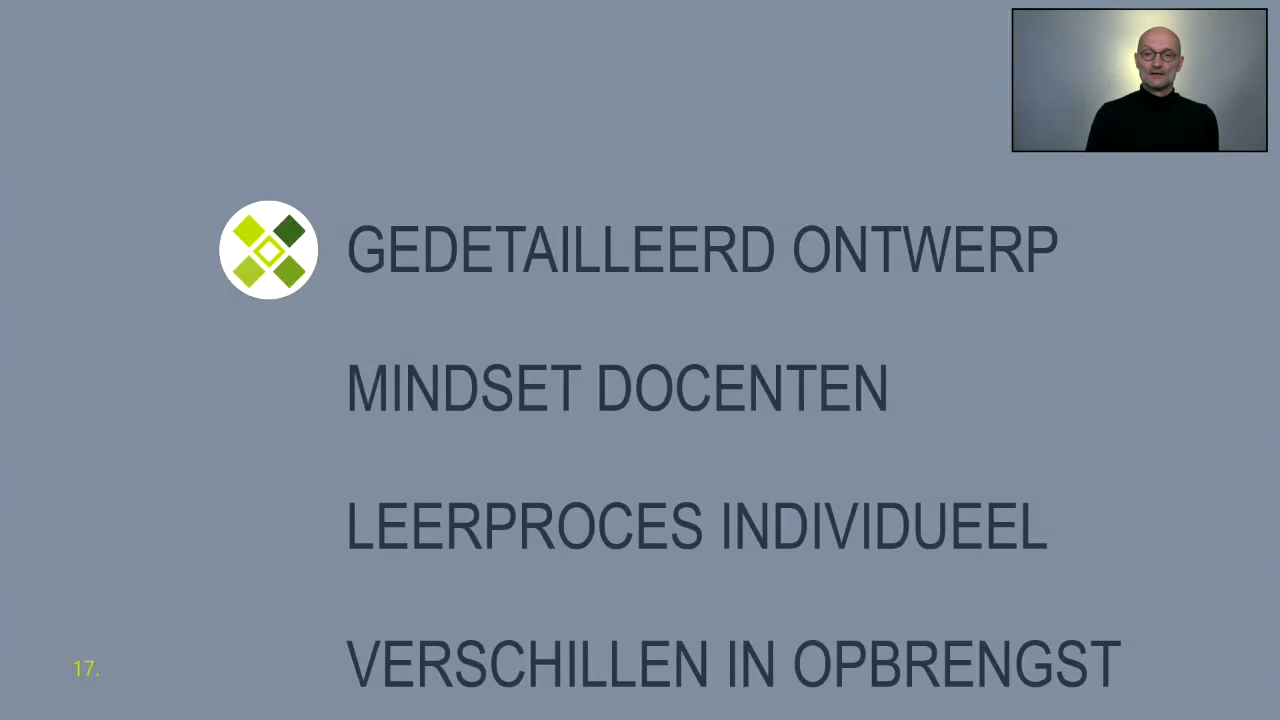 GEDETAILLEERD ONTWERP
MINDSET DOCENTEN
LEERPROCES INDIVIDUEEL
VERSCHILLEN IN OPBRENGST
17.